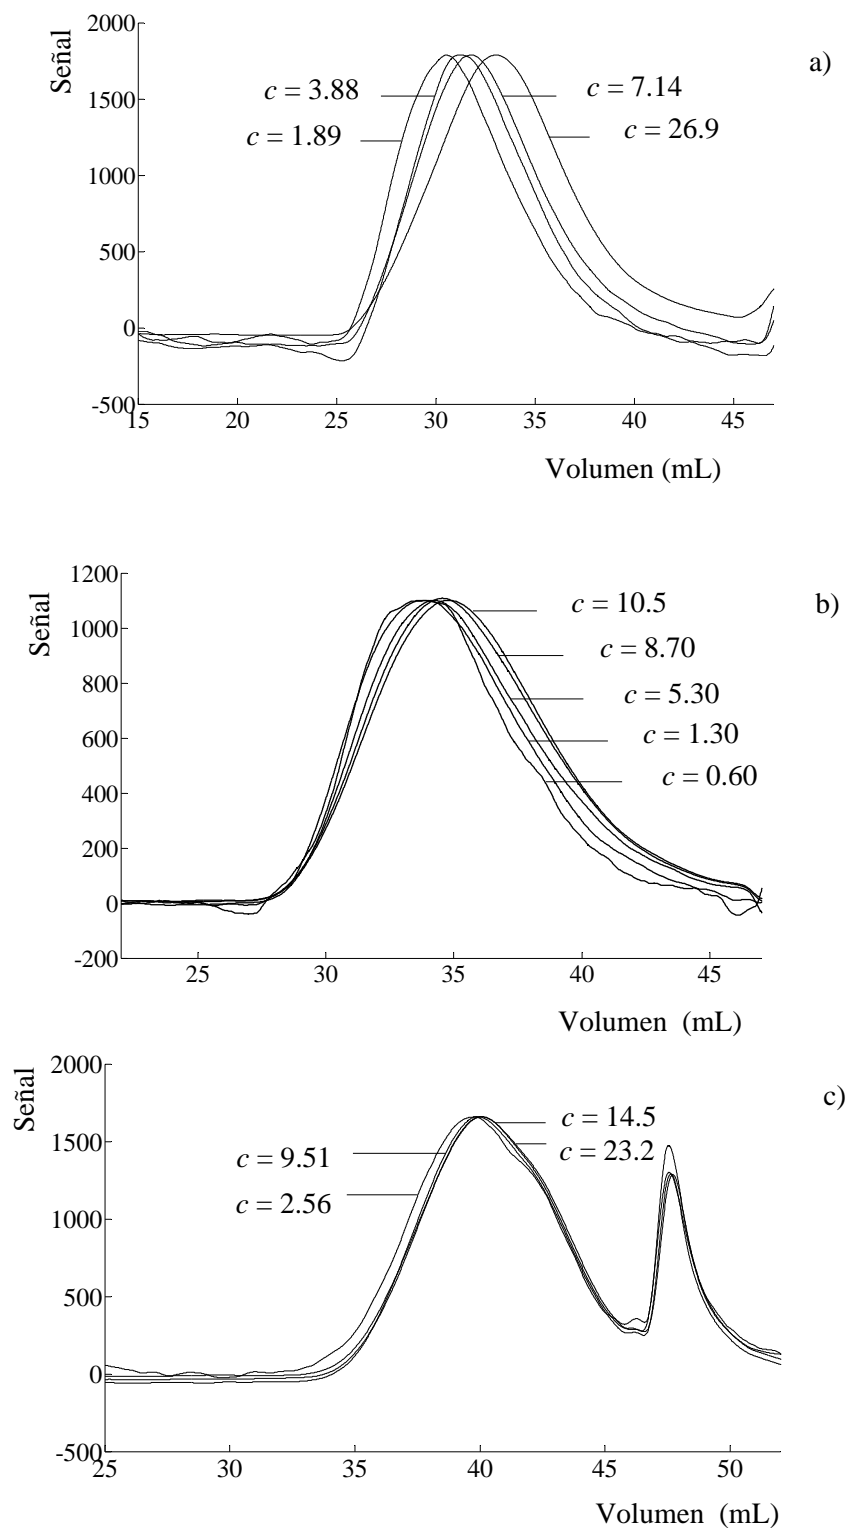 Señal
2000
1500
1000
500
0
-500
15
20
25
30
35
40
45
c = 3.88
c = 1.89
c = 7.14
c = 26.9
a)
Volumen (mL)
Señal
1200
1000
800
600
400
200
0
-200
25
30
35
40
45
c = 10.5
c = 8.70
c = 5.30
c = 1.30
c = 0.60
b)
Volumen (mL)
Señal
2000
1500
1000
500
0
-500
25
30
35
40
45
50
c = 9.51
c = 2.56
c = 14.5
c = 23.2
c)
Volumen (mL)